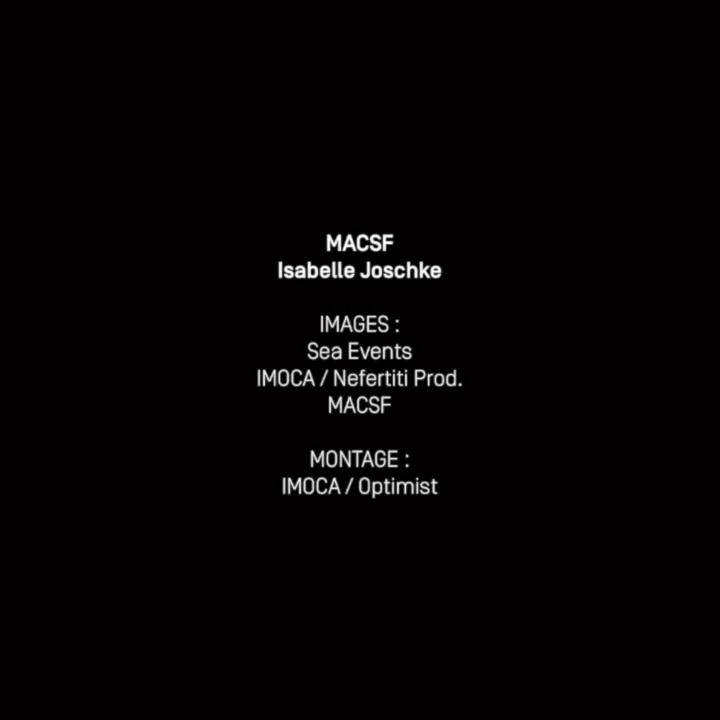 MACSF
Isabelle Joschke
IMAGES :
Sea Events
IMOCA / Nefertiti Prod.
MACSF
MONTAGE :
IMOCA / Optimist